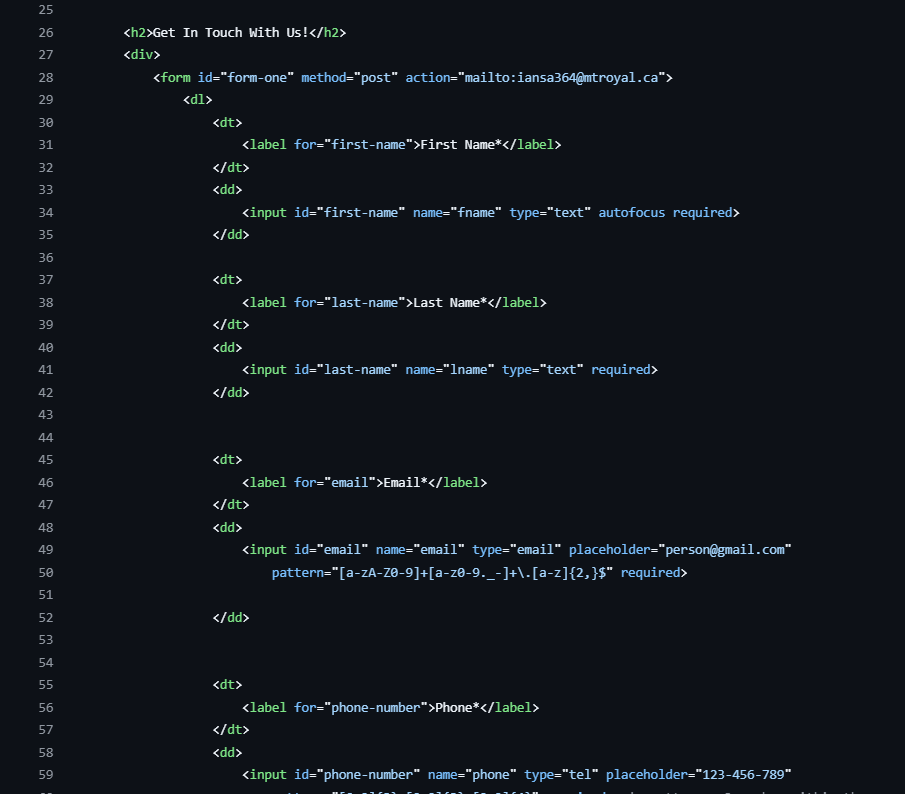 25
26 <h2>Get In Touch With Us!</h2>
27 <div>
28 <form id="form-one" method="post" action="mailto:iansa364@mtroyal.ca">
29 <dl>
30 <dt>
31 <label for="first-name">First Name*</label>
32 </dt>
33 <dd>
34 <input id="first-name" name="fname" type="text" autofocus required>
35 </dd>
36
37 <dt>
38 <label for="last-name">Last Name*</label>
39 </dt>
40 <dd>
41 <input id="last-name" name="lname" type="text" required>
42 </dd>
43
44
45 <dt>
46 <label for="email">Email*</label>
47 </dt>
48 <dd>
49 <input id="email" name="email" type="email" placeholder="person@gmail.com"
50 pattern="[a-zA-Z0-9]+[a-z0-9._-]+\.[a-z]{2,}$" required>
51
52 </dd>
53
54
55 <dt>
56 <label for="phone-number">Phone*</label>
57 </dt>
58 <dd>
59 <input id="phone-number" name="phone" type="tel" placeholder="123-456-789"